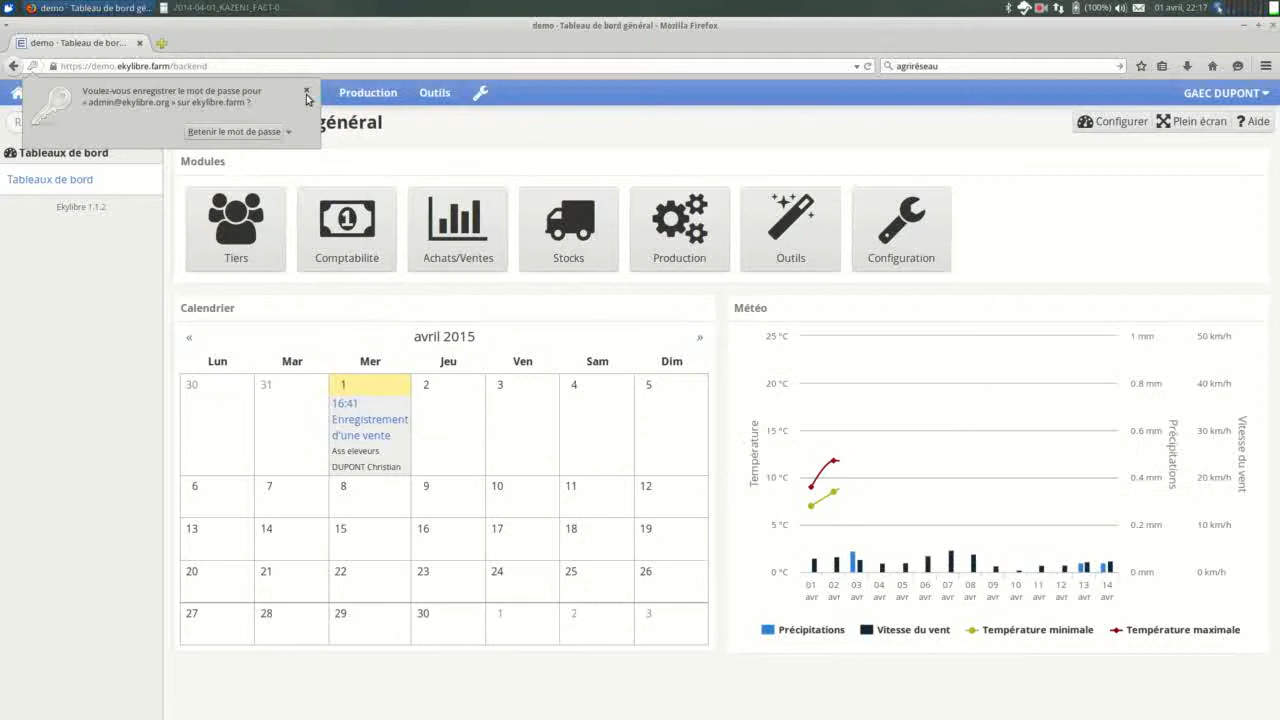 demo - Tableau de bord gé...
2014-04-01_KAZENI_FACT-0...
(100%)
01 avril, 22:17
demo - Tableau de bord général - Mozilla Firefox
demo - Tableau de bor...
https://demo.ekylibre.farm/backend
agriréseau
Voulez-vous enregistrer le mot de passe pour
« admin@ekylibre.org » sur ekylibre.farm ?
Retenir le mot de passe
Production
Outils
GAEC DUPONT
général
Configurer
Plein écran
? Aide
Tableaux de bord
Tableaux de bord
Ekylibre 1.1.2
Modules
Tiers
Comptabilité
Achats/Ventes
Stocks
Production
Outils
Configuration
Calendrier
« avril 2015 »
Lun Mar Mer Jeu Ven Sam Dim
30 31 1 2 3 4 5
16:41
Enregistrement
d'une vente
Ass eleveurs
DUPONT Christian
6 7 8 9 10 11 12
13 14 15 16 17 18 19
20 21 22 23 24 25 26
27 28 29 30 1 2 3
Météo
25 °C 1 mm 50 km/h
20 °C 0.8 mm 40 km/h
15 °C 0.6 mm 30 km/h
10 °C 0.4 mm 20 km/h
5 °C 0.2 mm 10 km/h
0 °C 0 mm 0 km/h
Température
Précipitations
Vitesse du vent
01 02 03 04 05 06 07 08 09 10 11 12 13 14
avr avr avr avr avr avr avr avr avr avr avr avr avr avr
Précipitations
Vitesse du vent
Température minimale
Température maximale